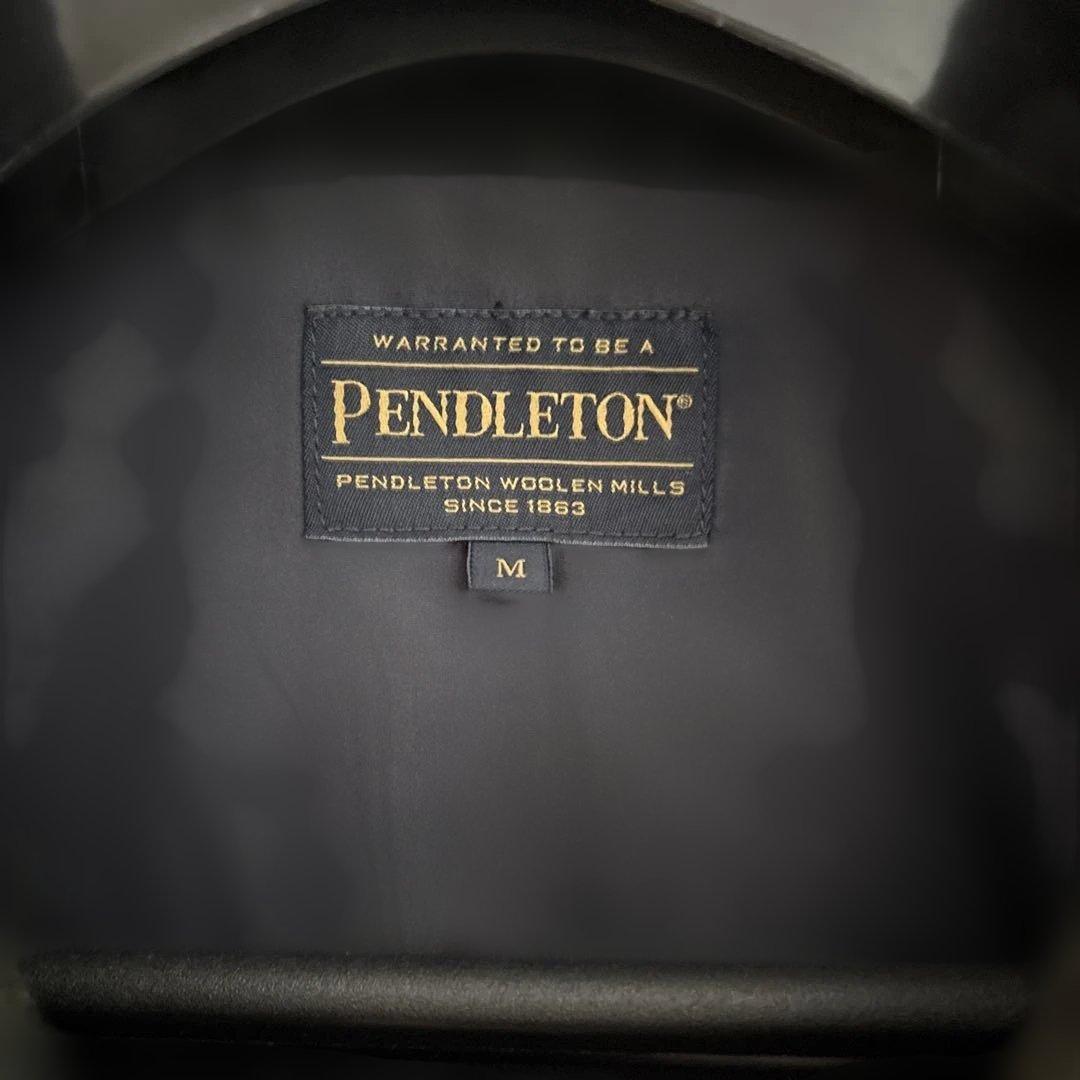 WARRANTED TO BE A
PENDLETON®
PENDLETON WOOLEN MILLS
SINCE 1863
M